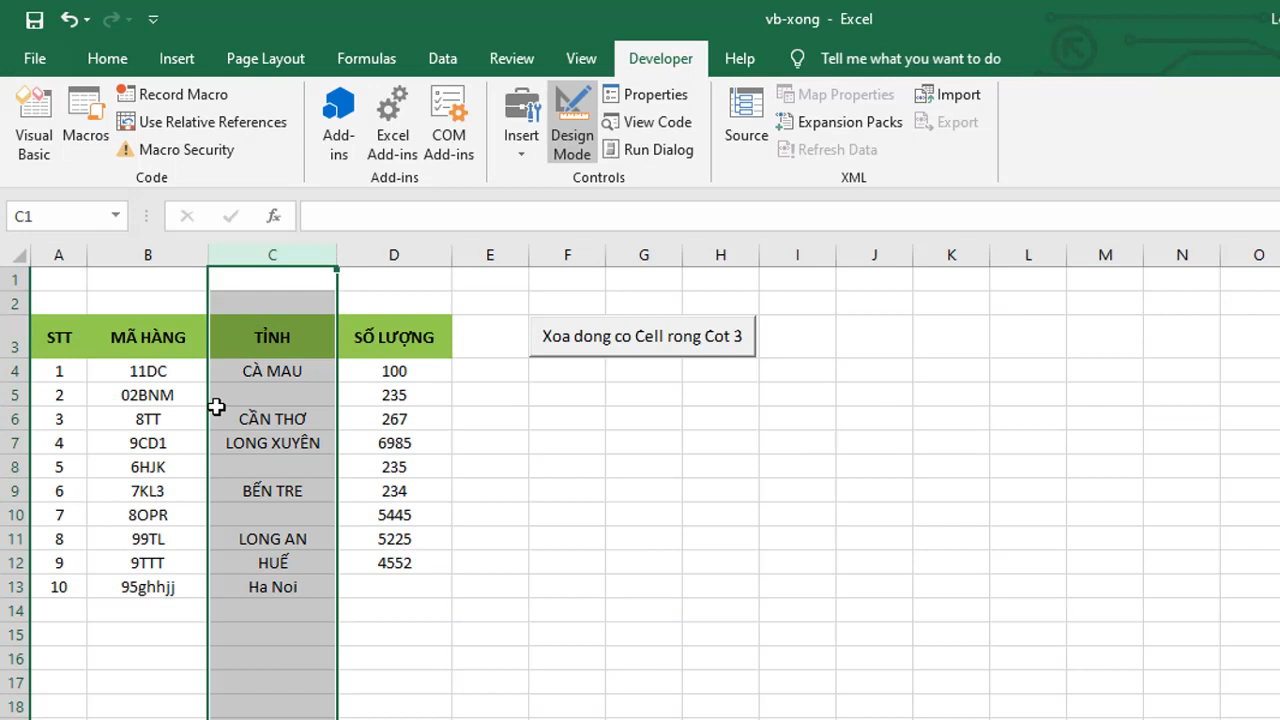 vb-xong - Excel
File Home Insert Page Layout Formulas Data Review View Developer Help Tell me what you want to do
Visual Basic
Macros
Record Macro
Use Relative References
Macro Security
Code
Add-ins
Excel Add-ins
COM Add-ins
Add-ins
Insert
Design Mode
Properties
View Code
Run Dialog
Controls
Source
Map Properties
Expansion Packs
Refresh Data
Import
Export
XML
C1 fx
A B C D E F G H I J K L M N O
1
2
3 STT MÃ HÀNG TỈNH SỐ LƯỢNG Xoa dong co Cell rong Cot 3
4 1 11DC CÀ MAU 100
5 2 02BNM 235
6 3 8TT CẦN THƠ 267
7 4 9CD1 LONG XUYÊN 6985
8 5 6HJK 235
9 6 7KL3 BẾN TRE 234
10 7 8OPR 5445
11 8 99TL LONG AN 5225
12 9 9TTT HUẾ 4552
13 10 95ghhjj Ha Noi
14
15
16
17
18